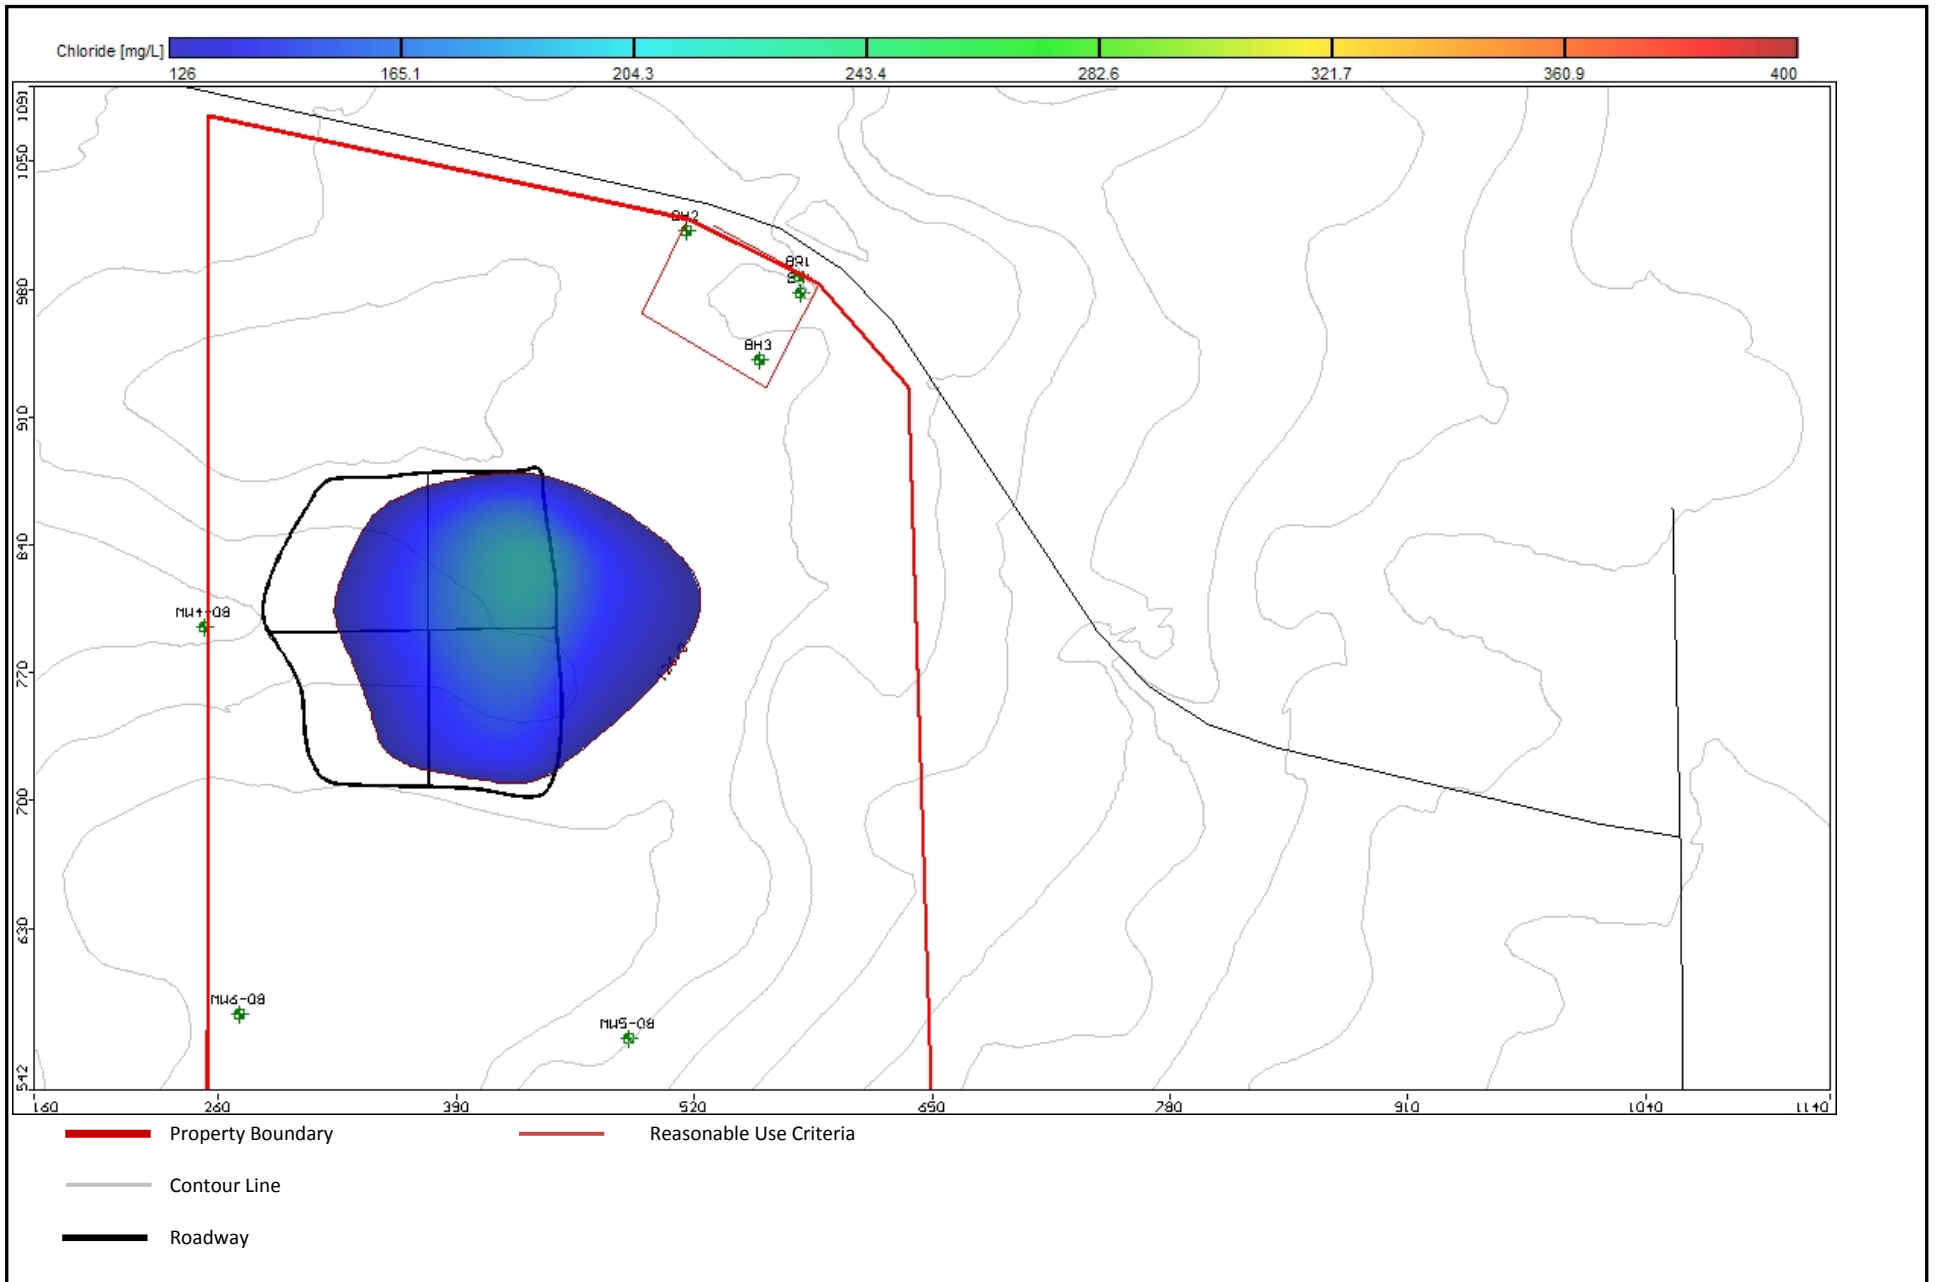 Chloride [mg/L]
126 165.1 204.3 243.4 282.6 321.7 360.9 400
1091
1050
980
910
840
770
700
630
542
BH2
BR1
BH3
MW4-08
MW6-08
MW5-08
160 260 390 520 650 780 910 1040 1140
Property Boundary
Reasonable Use Criteria
Contour Line
Roadway